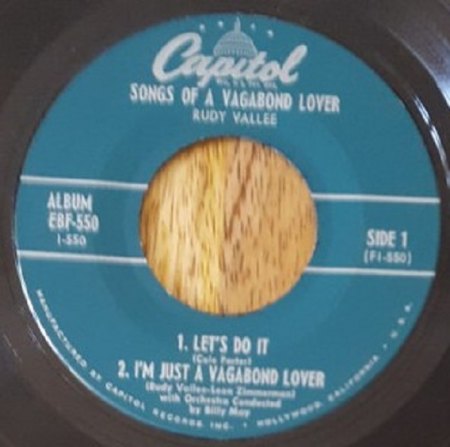 Capitol
SONGS OF A VAGABOND LOVER
RUDY VALLEE
ALBUM
EBF-550
1-550
SIDE 1
(F1-550)
1. LET'S DO IT
(Cole Porter)
2. I'M JUST A VAGABOND LOVER
(Rudy Vallee-Leon Zimmerman)
with Orchestra Conducted
by Billy May
MANUFACTURED BY CAPITOL RECORDS INC. • HOLLYWOOD, CALIFORNIA • U.S.A.